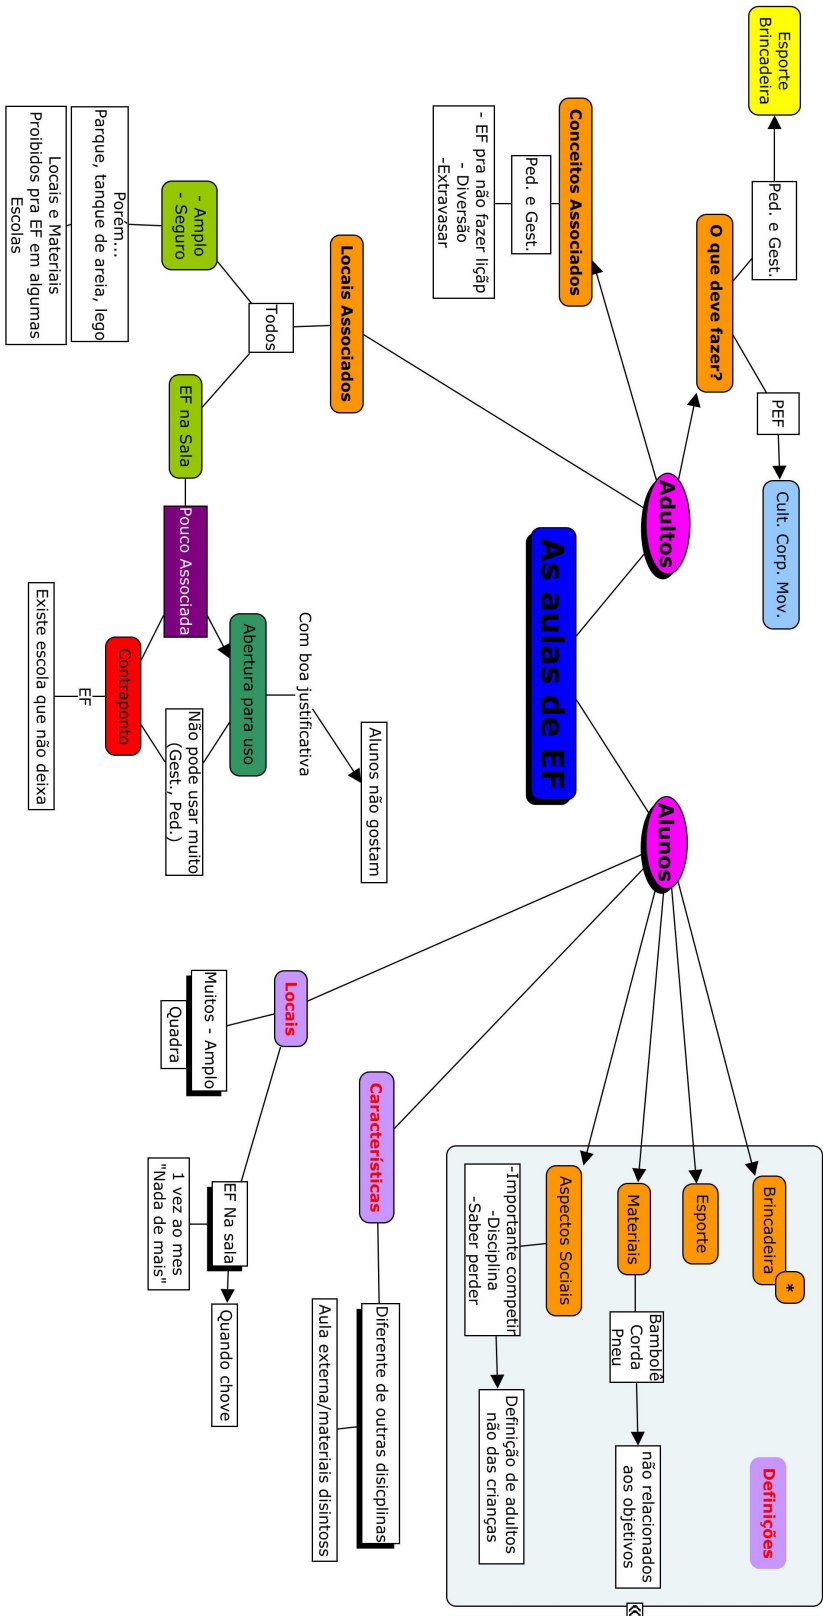 As aulas de EF
Adultos
O que deve fazer?
Ped. e Gest.
Esporte
Brincadeira
PEF
Cult. Corp. Mov.
Conceitos Associados
Ped. e Gest.
- EF pra não fazer liçãp
- Diversão
-Extravasar
Locais Associados
Todos
- Amplo
- Seguro
Porém...
Parque, tanque de areia, lego
Locais e Materiais
Proibidos pra EF em algumas
Escolas
EF na Sala
Pouco Associada
Abertura para uso
Com boa justificativa
Alunos não gostam
Não pode usar muito
(Gest., Ped.)
Contraponto
EF
Existe escola que não deixa
Alunos
Definições
Brincadeira
*
Esporte
Materiais
Bambolê
Corda
Pneu
não relacionados
aos objetivos
Aspectos Sociais
-Importante competir
-Disciplina
-Saber perder
Definição de adultos
não das crianças
Características
Diferente de outras disicplinas
Aula externa/materiais disintoss
Locais
Muitos - Amplo
Quadra
EF Na sala
1 vez ao mes
"Nada de mais"
Quando chove